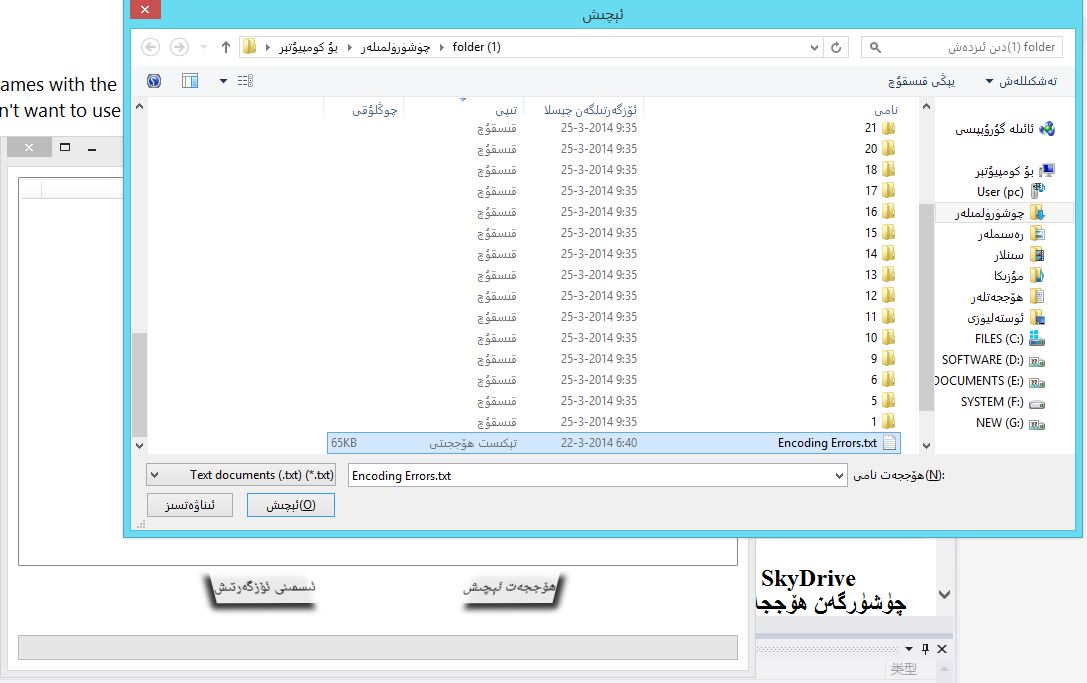 ئېچىش
بۇ كومپيۇتېر
چۈشۈرۈلمىلەر
folder (1)
folder (1)دىن ئىزدەش
تەشكىللەش
يېڭى قىسقۇچ
ames with the
n't want to use
نامى
ئۆزگەرتىلگەن چېسلا
تىپى
چوڭلۇقى
21 25-3-2014 9:35 قىسقۇچ
20 25-3-2014 9:35 قىسقۇچ
18 25-3-2014 9:35 قىسقۇچ
17 25-3-2014 9:35 قىسقۇچ
16 25-3-2014 9:35 قىسقۇچ
15 25-3-2014 9:35 قىسقۇچ
14 25-3-2014 9:35 قىسقۇچ
13 25-3-2014 9:35 قىسقۇچ
12 25-3-2014 9:35 قىسقۇچ
11 25-3-2014 9:35 قىسقۇچ
10 25-3-2014 9:35 قىسقۇچ
9 25-3-2014 9:35 قىسقۇچ
6 25-3-2014 9:35 قىسقۇچ
5 25-3-2014 9:35 قىسقۇچ
1 25-3-2014 9:35 قىسقۇچ
Encoding Errors.txt 22-3-2014 6:40 تېكىست ھۆججىتى 65KB
ئائىلە گۇرۇپپىسى
بۇ كومپيۇتېر
User (pc)
چۈشۈرۈلمىلەر
رەسىملەر
سىنلار
مۇزىكا
ھۆججەتلەر
ئۈستەليۈزى
FILES (C:)
SOFTWARE (D:)
DOCUMENTS (E:)
SYSTEM (F:)
NEW (G:)
ھۆججەت نامى(N):
Encoding Errors.txt
Text documents (.txt) (*.txt)
ئېچىش(O)
ئىناۋەتسىز
ھۆججەت ئېچىش
ئىسمىنى ئۆزگەرتىش
SkyDrive
چۈشۈرگەن ھۆججە
类型